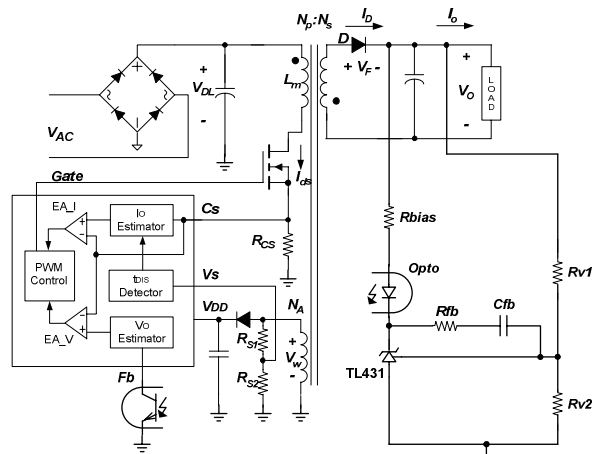 Np:Ns
ID
Io
D
+ VF -
+
VDL
-
Lm
+
VO
-
LOAD
VAC
+
-
~
~
Gate
Ids
EA_I
IO
Estimator
Cs
RCS
Rbias
PWM
Control
tDIS
Detector
Vs
Opto
Rv1
VDD
NA
Rfb
Cfb
EA_V
VO
Estimator
RS1
+
Vw
-
RS2
TL431
Fb
Rv2